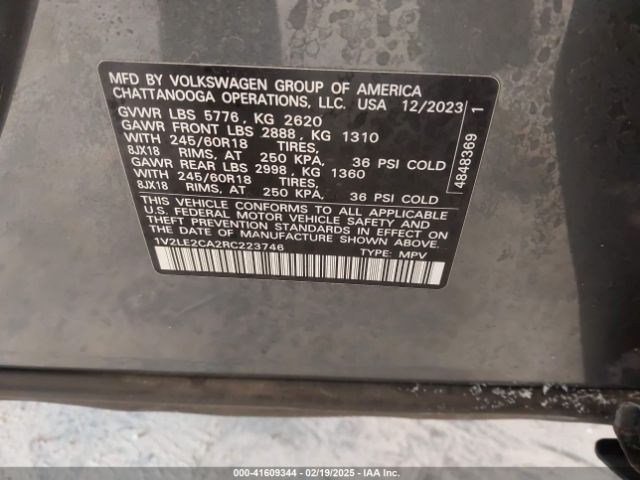 MFD BY VOLKSWAGEN GROUP OF AMERICA
CHATTANOOGA OPERATIONS, LLC. USA 12/2023
GVWR LBS 5776, KG 2620
GAWR FRONT LBS 2888, KG 1310
WITH 245/60R18 TIRES,
8JX18 RIMS, AT 250 KPA, 36 PSI COLD
GAWR REAR LBS 2998, KG 1360
WITH 245/60R18 TIRES,
8JX18 RIMS, AT 250 KPA, 36 PSI COLD
THIS VEHICLE CONFORMS TO ALL APPLICABLE
U.S. FEDERAL MOTOR VEHICLE SAFETY AND
THEFT PREVENTION STANDARDS IN EFFECT ON
THE DATE OF MANUFACTURE SHOWN ABOVE.
1V2LE2CA2RC223746 TYPE: MPV
4848369 1
000-41609344 / 02/19/2025 / IAA Inc.